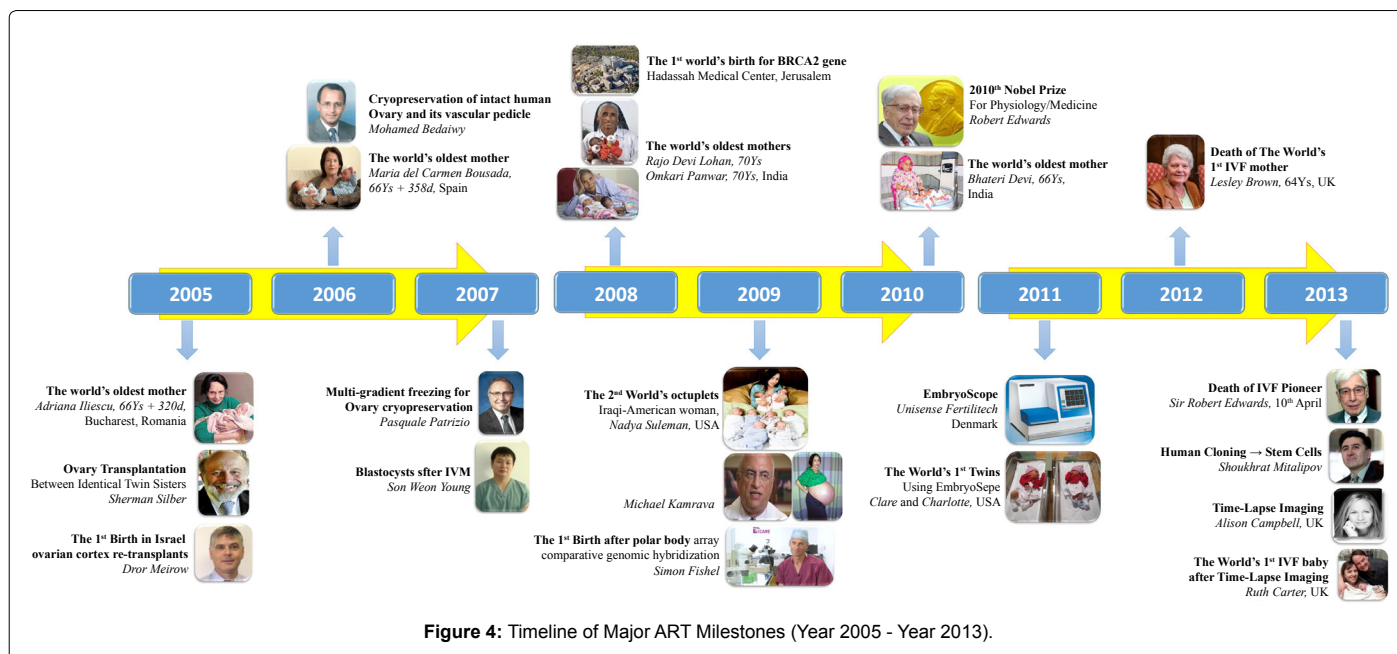 The 1st world's birth for BRCA2 gene
Hadassah Medical Center, Jerusalem
Cryopreservation of intact human
Ovary and its vascular pedicle
Mohamed Bedaiwy
The world's oldest mother
Maria del Carmen Bousada,
66Ys + 358d, Spain
The world's oldest mothers
Rajo Devi Lohan, 70Ys
Omkari Panwar, 70Ys, India
2010th Nobel Prize
For Physiology/Medicine
Robert Edwards
The world's oldest mother
Bhateri Devi, 66Ys,
India
Death of The World's
1st IVF mother
Lesley Brown, 64Ys, UK
2005
2006
2007
2008
2009
2010
2011
2012
2013
The world's oldest mother
Adriana Iliescu, 66Ys + 320d,
Bucharest, Romania
Ovary Transplantation
Between Identical Twin Sisters
Sherman Silber
The 1st Birth in Israel
ovarian cortex re-transplants
Dror Meirow
Multi-gradient freezing for
Ovary cryopreservation
Pasquale Patrizio
Blastocysts sfter IVM
Son Weon Young
The 2nd World's octuplets
Iraqi-American woman,
Nadya Suleman, USA
Michael Kamrava
The 1st Birth after polar body array
comparative genomic hybridization
Simon Fishel
EmbryoScope
Unisense Fertilitech
Denmark
The World's 1st Twins
Using EmbryoSepe
Clare and Charlotte, USA
Death of IVF Pioneer
Sir Robert Edwards, 10th April
Human Cloning → Stem Cells
Shoukhrat Mitalipov
Time-Lapse Imaging
Alison Campbell, UK
The World's 1st IVF baby
after Time-Lapse Imaging
Ruth Carter, UK
Figure 4: Timeline of Major ART Milestones (Year 2005 - Year 2013).